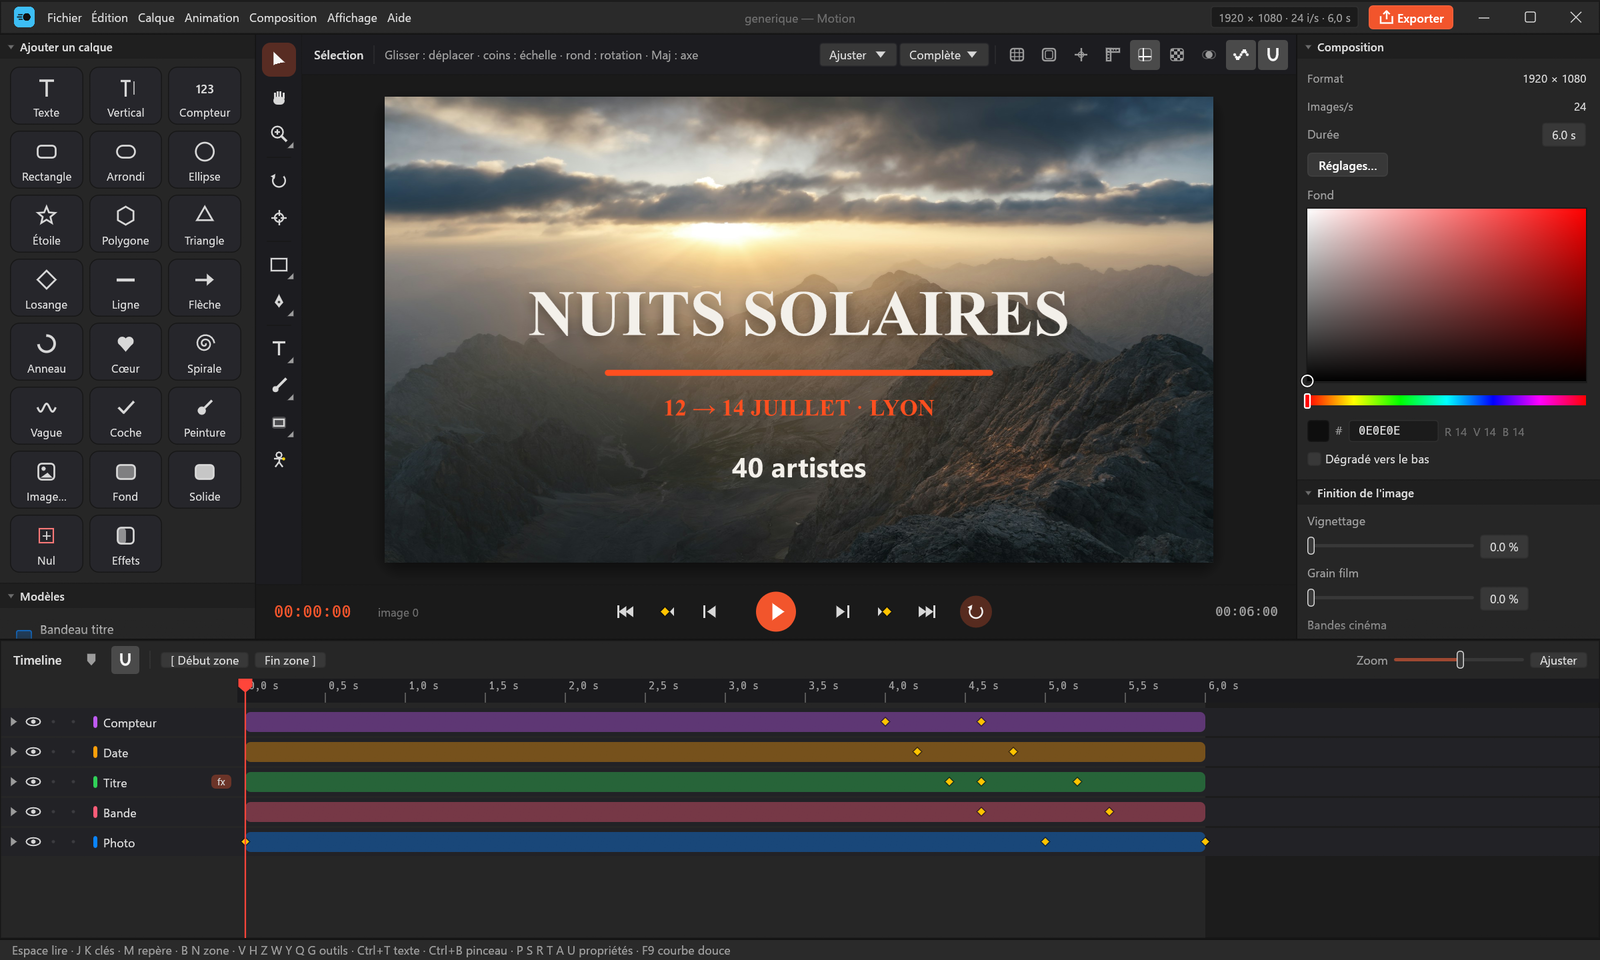 Fichier Édition Calque Animation Composition Affichage Aide
generique — Motion
1920 × 1080 · 24 i/s · 6,0 s
Exporter
Ajouter un calque
Texte Vertical 123 Compteur
Rectangle Arrondi Ellipse
Étoile Polygone Triangle
Losange Ligne Flèche
Anneau Cœur Spirale
Vague Coche Peinture
Image... Fond Solide
Nul Effets
Modèles
Bandeau titre
Sélection
Glisser : déplacer · coins : échelle · rond : rotation · Maj : axe
Ajuster
Complète
NUITS SOLAIRES
12 → 14 JUILLET · LYON
40 artistes
00:00:00
image 0
00:06:00
Composition
Format 1920 × 1080
Images/s 24
Durée 6.0 s
Réglages...
Fond
# 0E0E0E R 14 V 14 B 14
Dégradé vers le bas
Finition de l'image
Vignettage
0.0 %
Grain film
0.0 %
Bandes cinéma
Timeline
[ Début zone
Fin zone ]
Zoom
Ajuster
0,0 s 0,5 s 1,0 s 1,5 s 2,0 s 2,5 s 3,0 s 3,5 s 4,0 s 4,5 s 5,0 s 5,5 s 6,0 s
Compteur
Date
Titre fx
Bande
Photo
Espace lire · J K clés · M repère · B N zone · V H Z W Y Q G outils · Ctrl+T texte · Ctrl+B pinceau · P S R T A U propriétés · F9 courbe douce